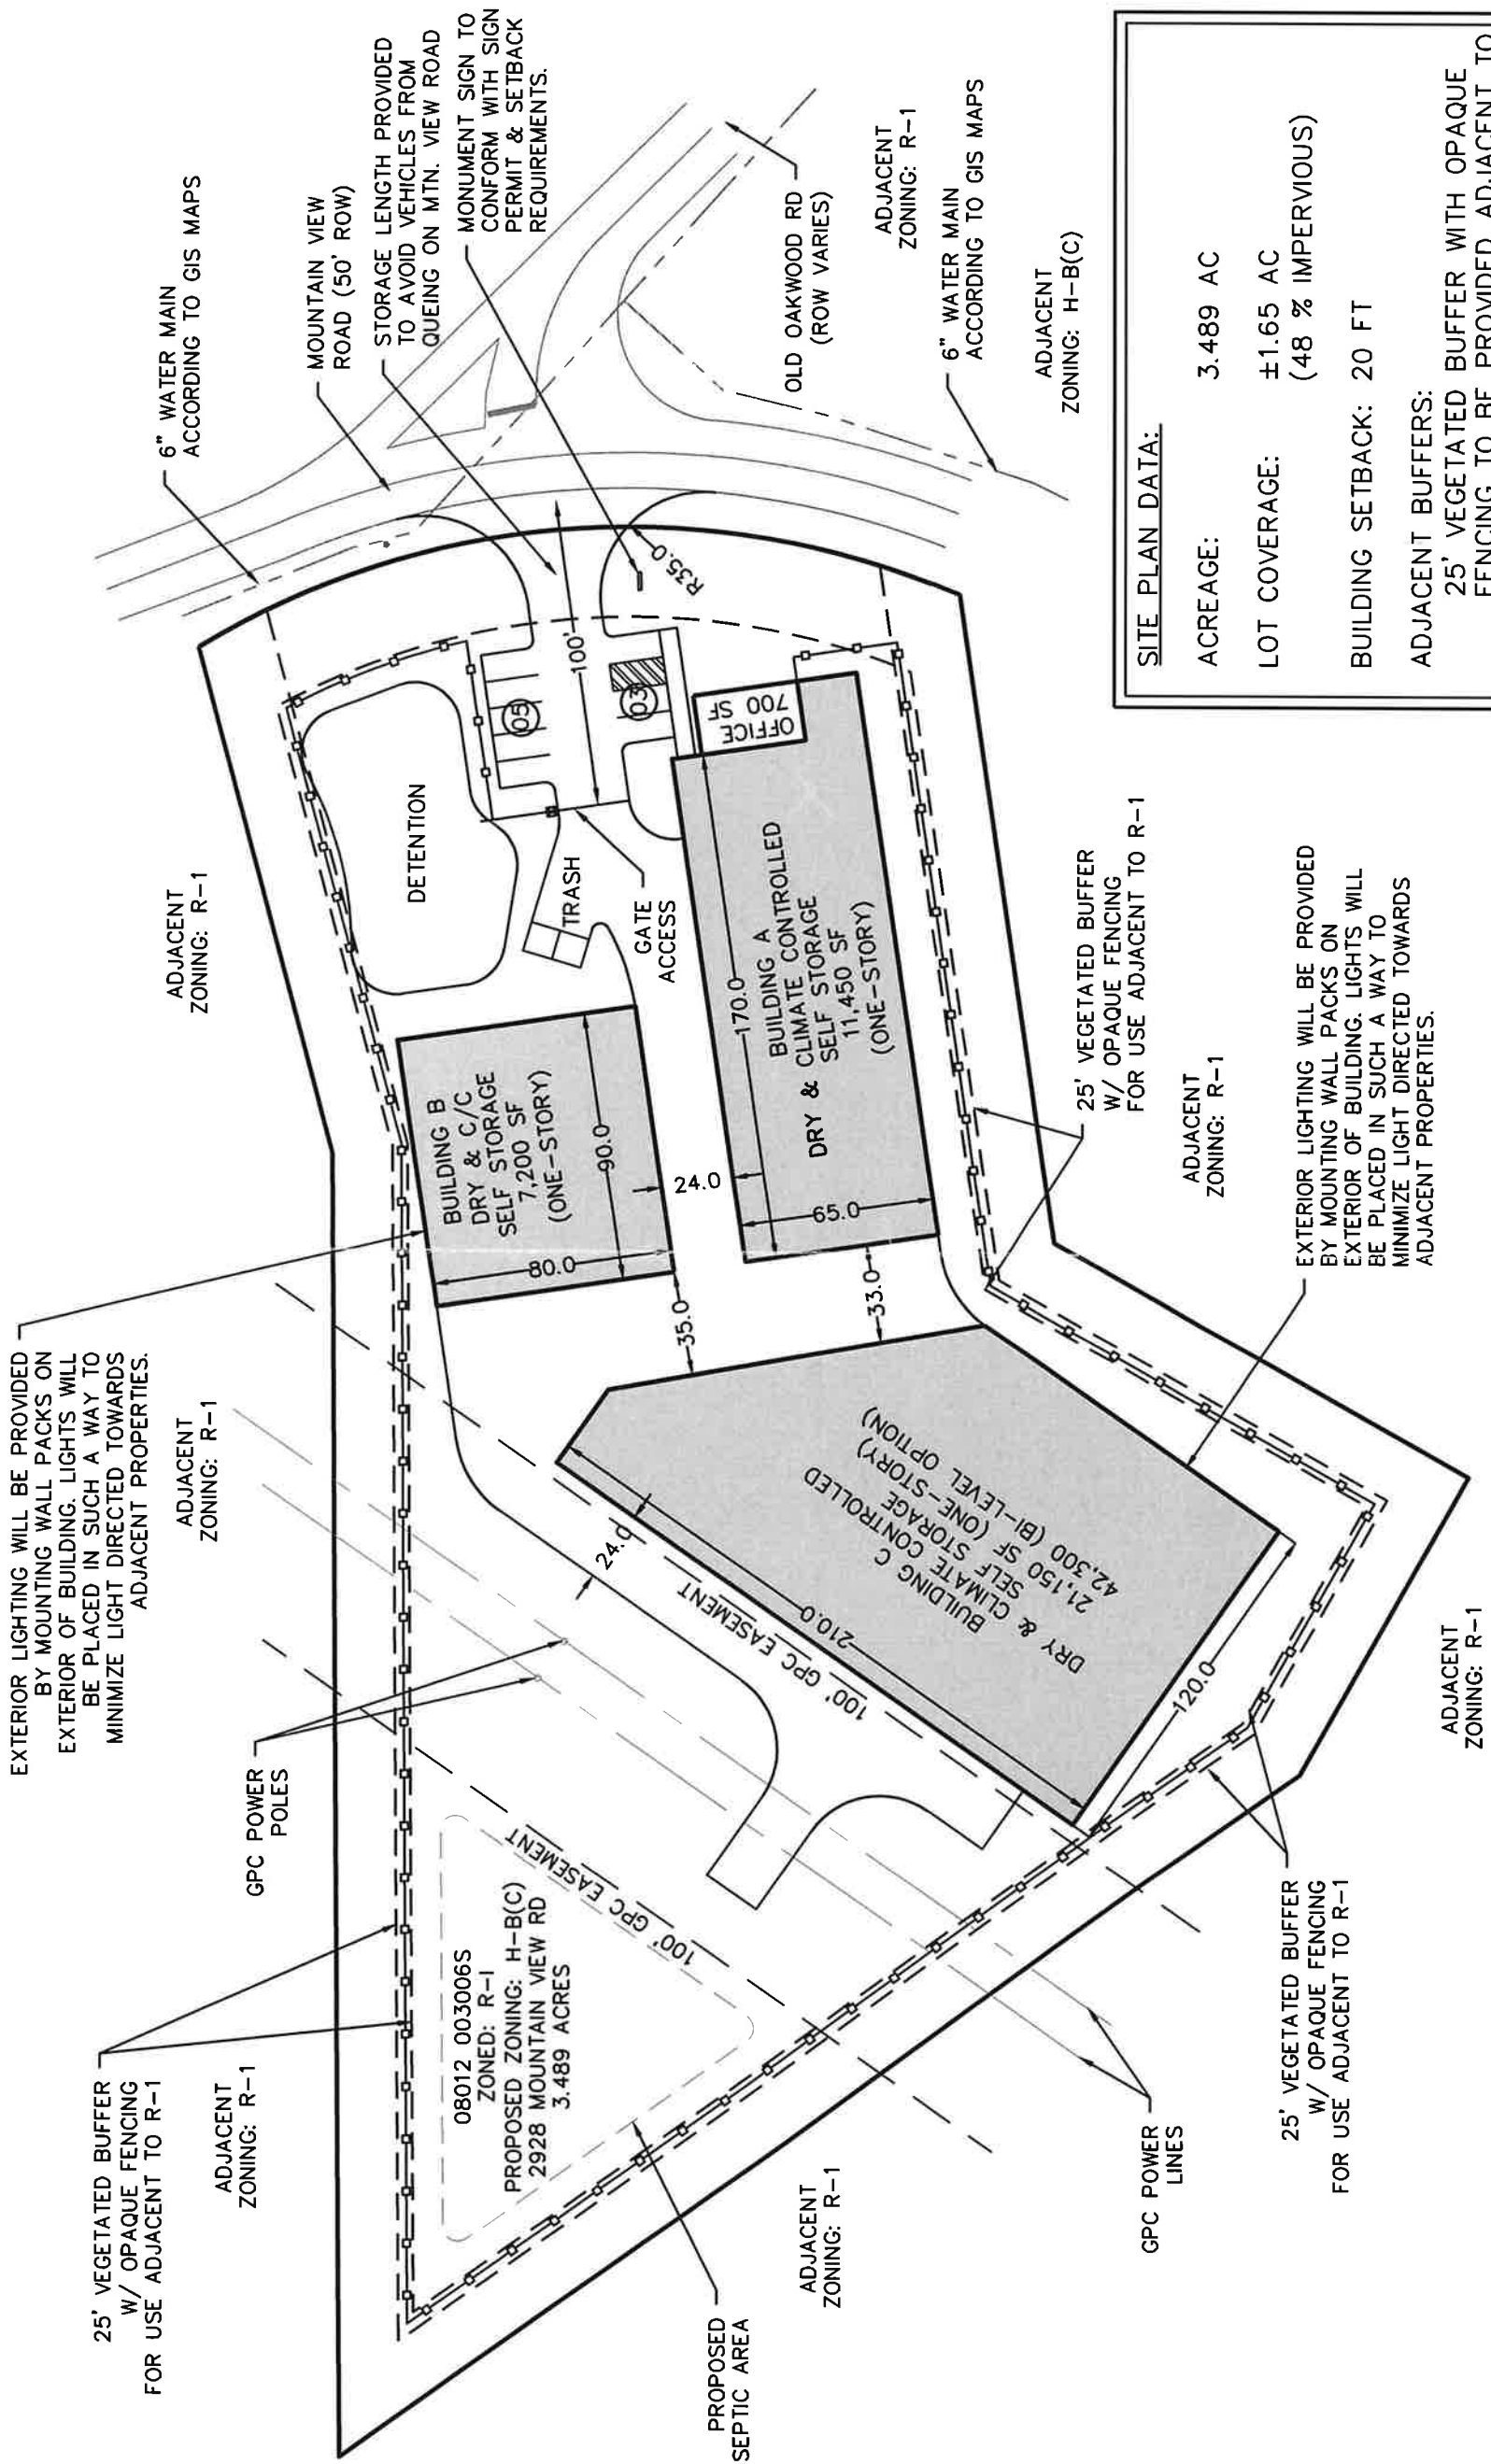 EXTERIOR LIGHTING WILL BE PROVIDED
BY MOUNTING WALL PACKS ON
EXTERIOR OF BUILDING. LIGHTS WILL
BE PLACED IN SUCH A WAY TO
MINIMIZE LIGHT DIRECTED TOWARDS
ADJACENT PROPERTIES.
25' VEGETATED BUFFER
W/ OPAQUE FENCING
FOR USE ADJACENT TO R-1
ADJACENT
ZONING: R-1
GPC POWER
POLES
ADJACENT
ZONING: R-1
ADJACENT
ZONING: R-1
6" WATER MAIN
ACCORDING TO GIS MAPS
MOUNTAIN VIEW
ROAD (50' ROW)
STORAGE LENGTH PROVIDED
TO AVOID VEHICLES FROM
QUEING ON MTN. VIEW ROAD
MONUMENT SIGN TO
CONFORM WITH SIGN
PERMIT & SETBACK
REQUIREMENTS.
08012 003006S
ZONED: R-1
PROPOSED ZONING: H-B(C)
2928 MOUNTAIN VIEW RD
3.489 ACRES
100' GPC EASEMENT
100' GPC EASEMENT
24.0
BUILDING B
DRY & C/C
SELF STORAGE
7,200 SF
(ONE-STORY)
90.0
80.0
35.0
24.0
33.0
DETENTION
TRASH
GATE
ACCESS
05
03
100'
R35.0
OFFICE
700 SF
170.0
BUILDING A
DRY & CLIMATE CONTROLLED
SELF STORAGE
11,450 SF
(ONE-STORY)
65.0
210.0
BUILDING C
DRY & CLIMATE CONTROLLED
SELF STORAGE
21,150 SF (ONE-STORY)
42,300 (BI-LEVEL OPTION)
120.0
PROPOSED
SEPTIC AREA
ADJACENT
ZONING: R-1
GPC POWER
LINES
25' VEGETATED BUFFER
W/ OPAQUE FENCING
FOR USE ADJACENT TO R-1
ADJACENT
ZONING: R-1
EXTERIOR LIGHTING WILL BE PROVIDED
BY MOUNTING WALL PACKS ON
EXTERIOR OF BUILDING. LIGHTS WILL
BE PLACED IN SUCH A WAY TO
MINIMIZE LIGHT DIRECTED TOWARDS
ADJACENT PROPERTIES.
25' VEGETATED BUFFER
W/ OPAQUE FENCING
FOR USE ADJACENT TO R-1
ADJACENT
ZONING: R-1
OLD OAKWOOD RD
(ROW VARIES)
ADJACENT
ZONING: R-1
6" WATER MAIN
ACCORDING TO GIS MAPS
ADJACENT
ZONING: H-B(C)
SITE PLAN DATA:
ACREAGE: 3.489 AC
LOT COVERAGE: ±1.65 AC
(48 % IMPERVIOUS)
BUILDING SETBACK: 20 FT
ADJACENT BUFFERS:
25' VEGETATED BUFFER WITH OPAQUE
FENCING TO BE PROVIDED ADJACENT TO